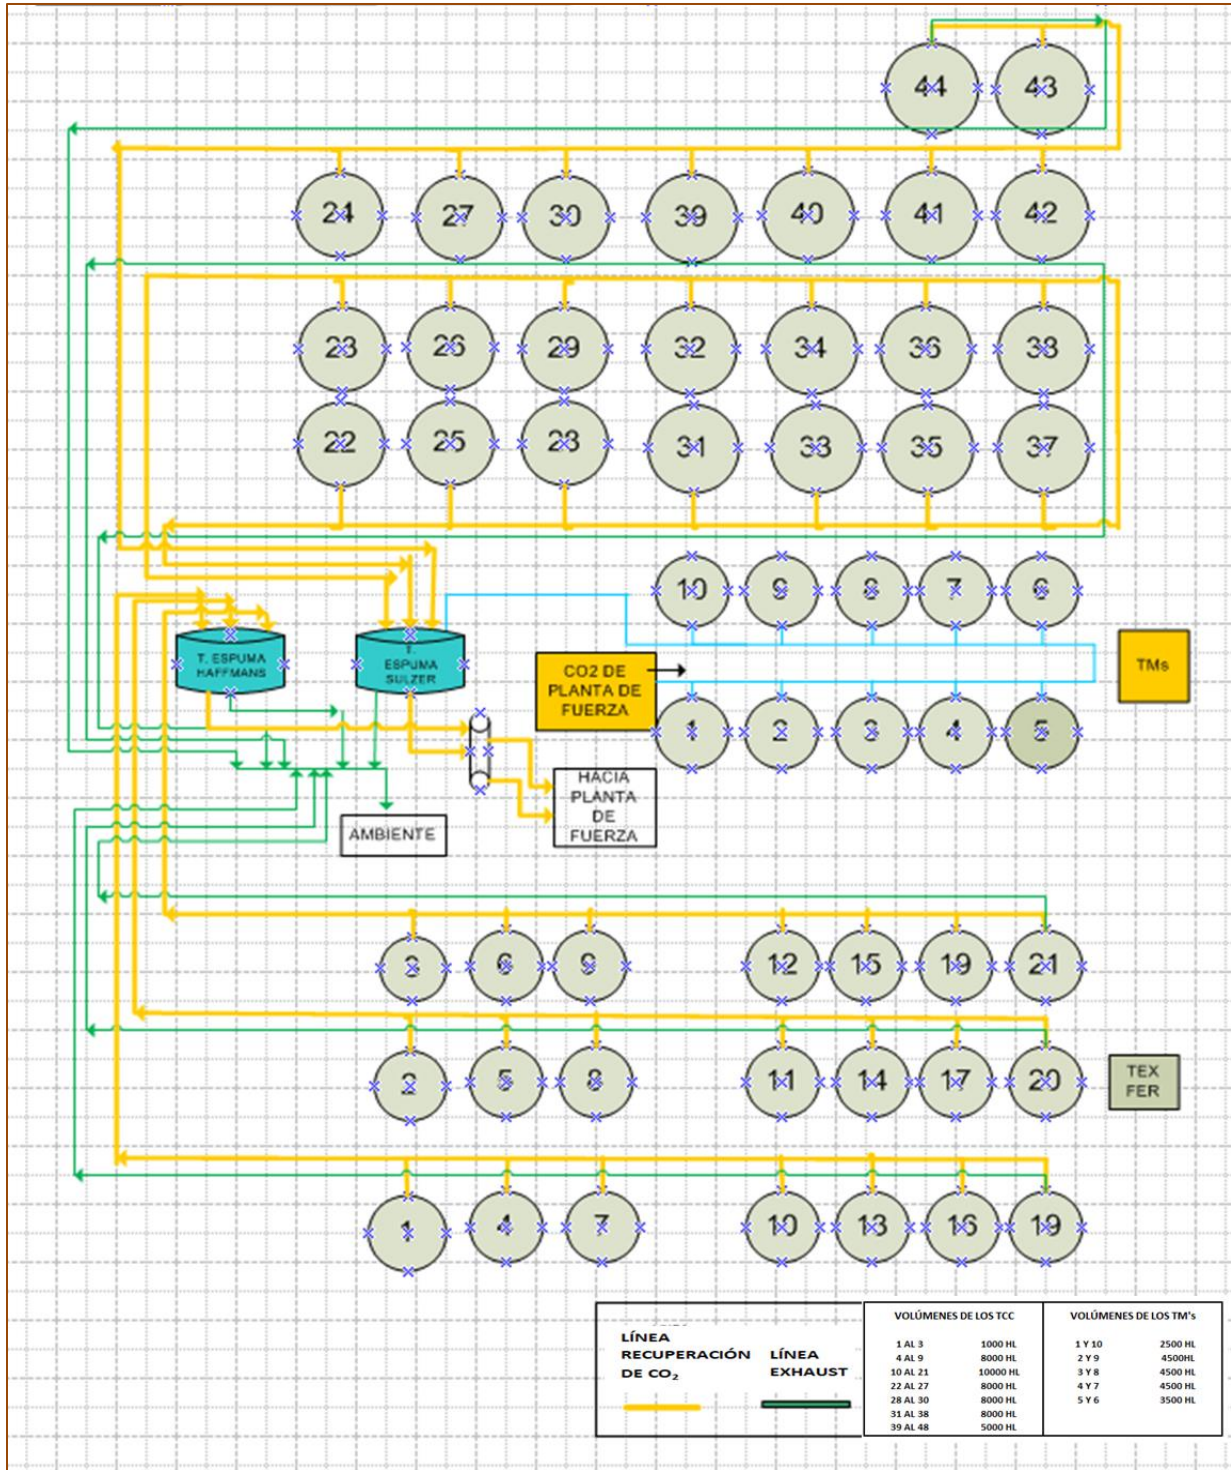 44 43
24 27 30 39 40 41 42
23 26 29 32 34 36 38
22 25 28 31 33 35 37
10 9 8 7 6
T. ESPUMA
HAFFMANS
T.
ESPUMA
SULZER
CO2 DE
PLANTA DE
FUERZA
TMs
1 2 3 4 5
HACIA
PLANTA
DE
FUERZA
AMBIENTE
3 6 9 12 15 19 21
2 5 8 11 14 17 20
TEX
FER
1 4 7 10 13 16 19
LÍNEA
RECUPERACIÓN
DE CO₂
LÍNEA
EXHAUST
VOLÚMENES DE LOS TCC
1 AL 3 1000 HL
4 AL 9 8000 HL
10 AL 21 10000 HL
22 AL 27 8000 HL
28 AL 30 8000 HL
31 AL 38 8000 HL
39 AL 48 5000 HL
VOLÚMENES DE LOS TM's
1 Y 10 2500 HL
2 Y 9 4500HL
3 Y 8 4500 HL
4 Y 7 4500 HL
5 Y 6 3500 HL